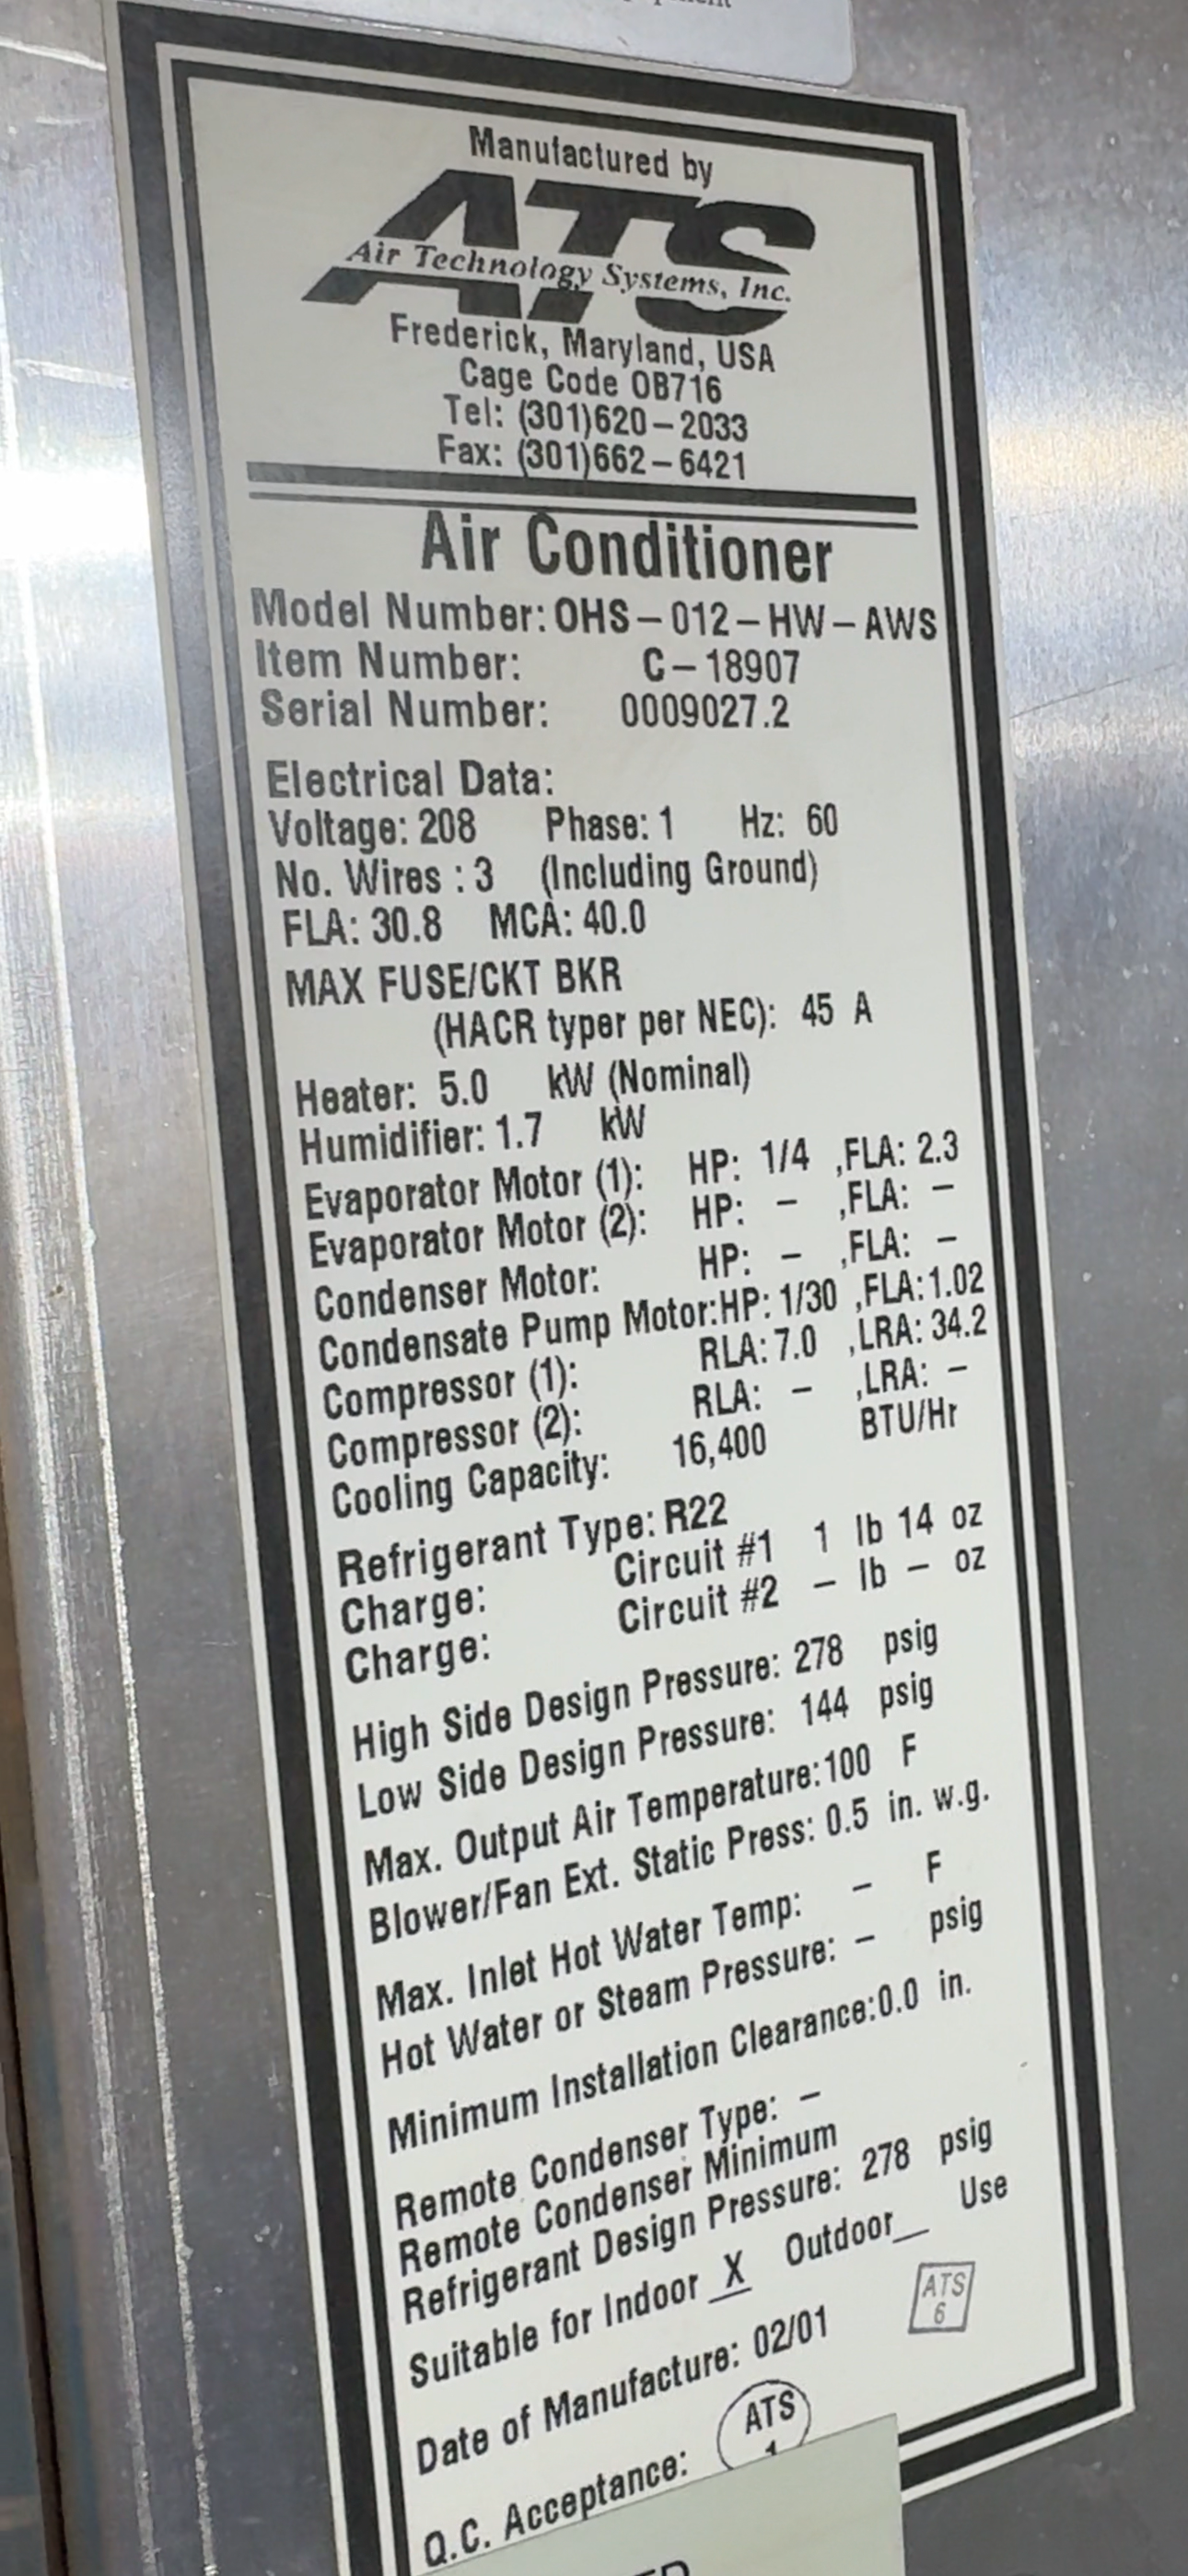 Manufactured by
ATS
Air Technology Systems, Inc.
Frederick, Maryland, USA
Cage Code OB716
Tel: (301)620-2033
Fax: (301)662-6421
Air Conditioner
Model Number: OHS-012-HW-AWS
Item Number: C-18907
Serial Number: 0009027.2
Electrical Data:
Voltage: 208 Phase: 1 Hz: 60
No. Wires : 3 (Including Ground)
FLA: 30.8 MCA: 40.0
MAX FUSE/CKT BKR
(HACR typer per NEC): 45 A
Heater: 5.0 kW (Nominal)
Humidifier: 1.7 kW
Evaporator Motor (1): HP: 1/4 ,FLA: 2.3
Evaporator Motor (2): HP: - ,FLA: -
Condenser Motor: HP: - ,FLA: -
Condensate Pump Motor:HP: 1/30 ,FLA:1.02
Compressor (1): RLA: 7.0 ,LRA: 34.2
Compressor (2): RLA: - ,LRA: -
Cooling Capacity: 16,400 BTU/Hr
Refrigerant Type: R22
Charge: Circuit #1 1 lb 14 oz
Charge: Circuit #2 - lb - oz
High Side Design Pressure: 278 psig
Low Side Design Pressure: 144 psig
Max. Output Air Temperature:100 F
Blower/Fan Ext. Static Press: 0.5 in. w.g.
Max. Inlet Hot Water Temp: - F
Hot Water or Steam Pressure: - psig
Minimum Installation Clearance:0.0 in.
Remote Condenser Type: -
Remote Condenser Minimum
Refrigerant Design Pressure: 278 psig
Suitable for Indoor X Outdoor_ Use
ATS
6
Date of Manufacture: 02/01
ATS
Q.C. Acceptance: